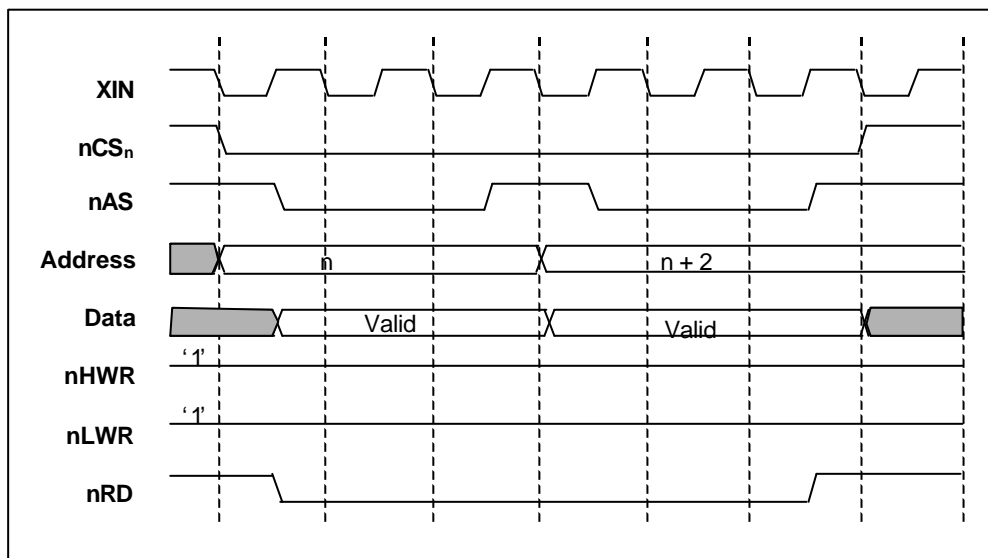 XIN
nCSn
nAS
Address n n + 2
Data Valid Valid
'1'
nHWR
'1'
nLWR
nRD